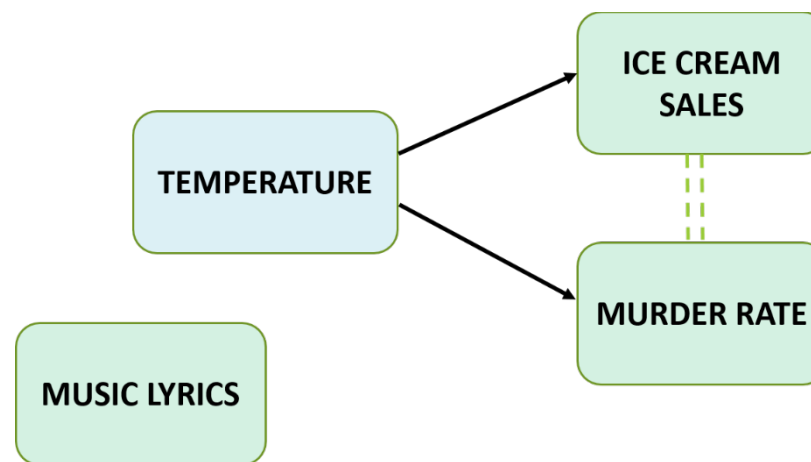 ICE CREAM
SALES
TEMPERATURE
MURDER RATE
MUSIC LYRICS